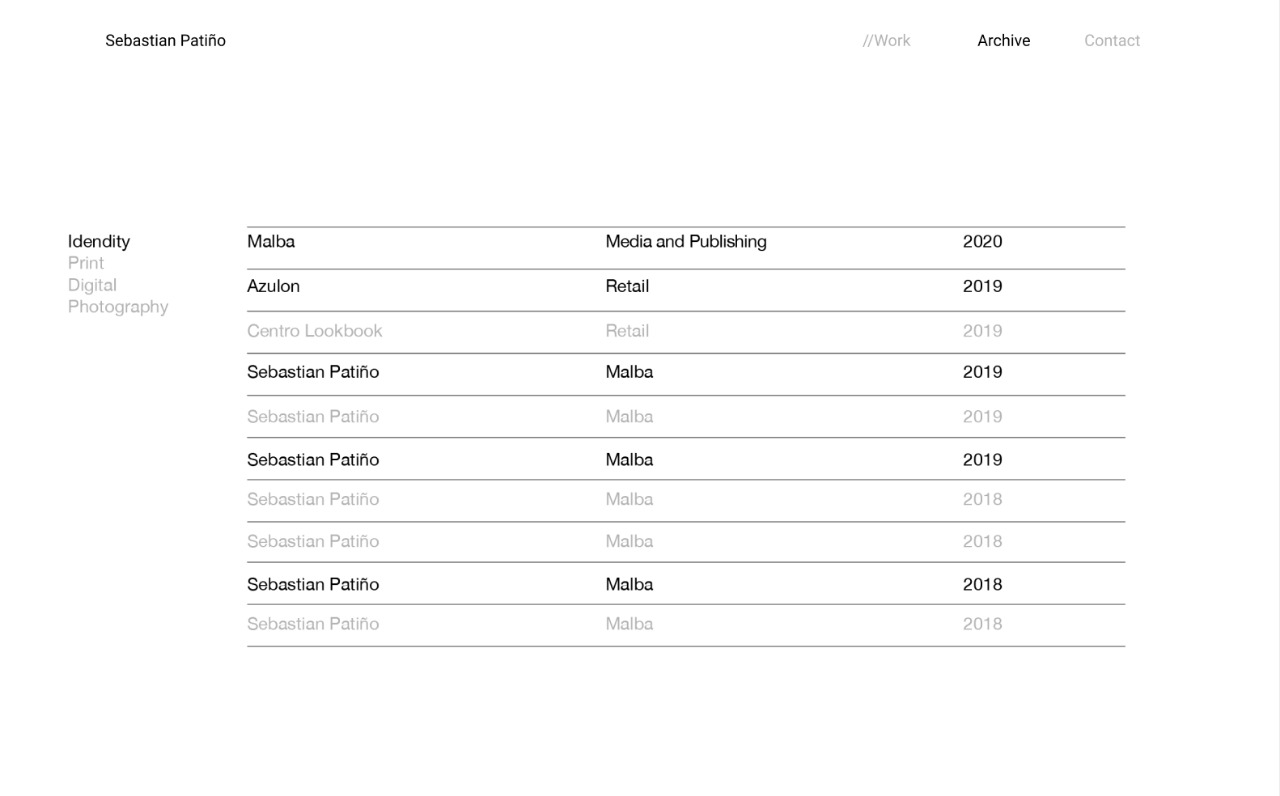 Sebastian Patiño //Work Archive Contact
Idendity Malba Media and Publishing 2020
Print
Digital Azulon Retail 2019
Photography
Centro Lookbook Retail 2019
Sebastian Patiño Malba 2019
Sebastian Patiño Malba 2019
Sebastian Patiño Malba 2019
Sebastian Patiño Malba 2018
Sebastian Patiño Malba 2018
Sebastian Patiño Malba 2018
Sebastian Patiño Malba 2018